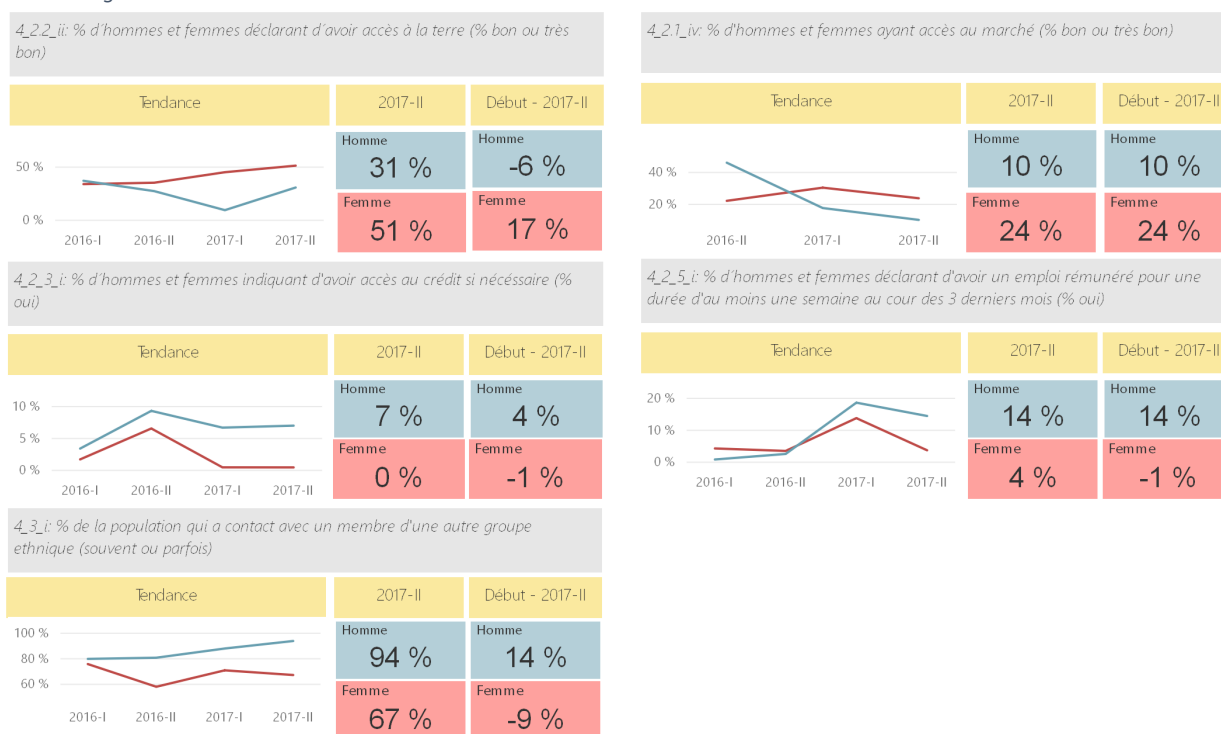 4_2.2_ii: % d´hommes et femmes déclarant d´avoir accès à la terre (% bon ou très
bon)
Tendance
2017-II
Début - 2017-II
50 %
0 %
2016-I
2016-II
2017-I
2017-II
Homme
31 %
Homme
-6 %
Femme
51 %
Femme
17 %
4_2.1_iv: % d'hommes et femmes ayant accès au marché (% bon ou très bon)
Tendance
2017-II
Début - 2017-II
40 %
20 %
2016-II
2017-I
2017-II
Homme
10 %
Homme
10 %
Femme
24 %
Femme
24 %
4_2_3_i: % d´hommes et femmes indiquant d'avoir accès au crédit si nécéssaire (%
oui)
Tendance
2017-II
Début - 2017-II
10 %
5 %
0 %
2016-I
2016-II
2017-I
2017-II
Homme
7 %
Homme
4 %
Femme
0 %
Femme
-1 %
4_2_5_i: % d´hommes et femmes déclarant d'avoir un emploi rémunéré pour une
durée d'au moins une semaine au cour des 3 derniers mois (% oui)
Tendance
2017-II
Début - 2017-II
20 %
10 %
0 %
2016-I
2016-II
2017-I
2017-II
Homme
14 %
Homme
14 %
Femme
4 %
Femme
-1 %
4_3_i: % de la population qui a contact avec un membre d'une autre groupe
ethnique (souvent ou parfois)
Tendance
2017-II
Début - 2017-II
100 %
80 %
60 %
2016-I
2016-II
2017-I
2017-II
Homme
94 %
Homme
14 %
Femme
67 %
Femme
-9 %